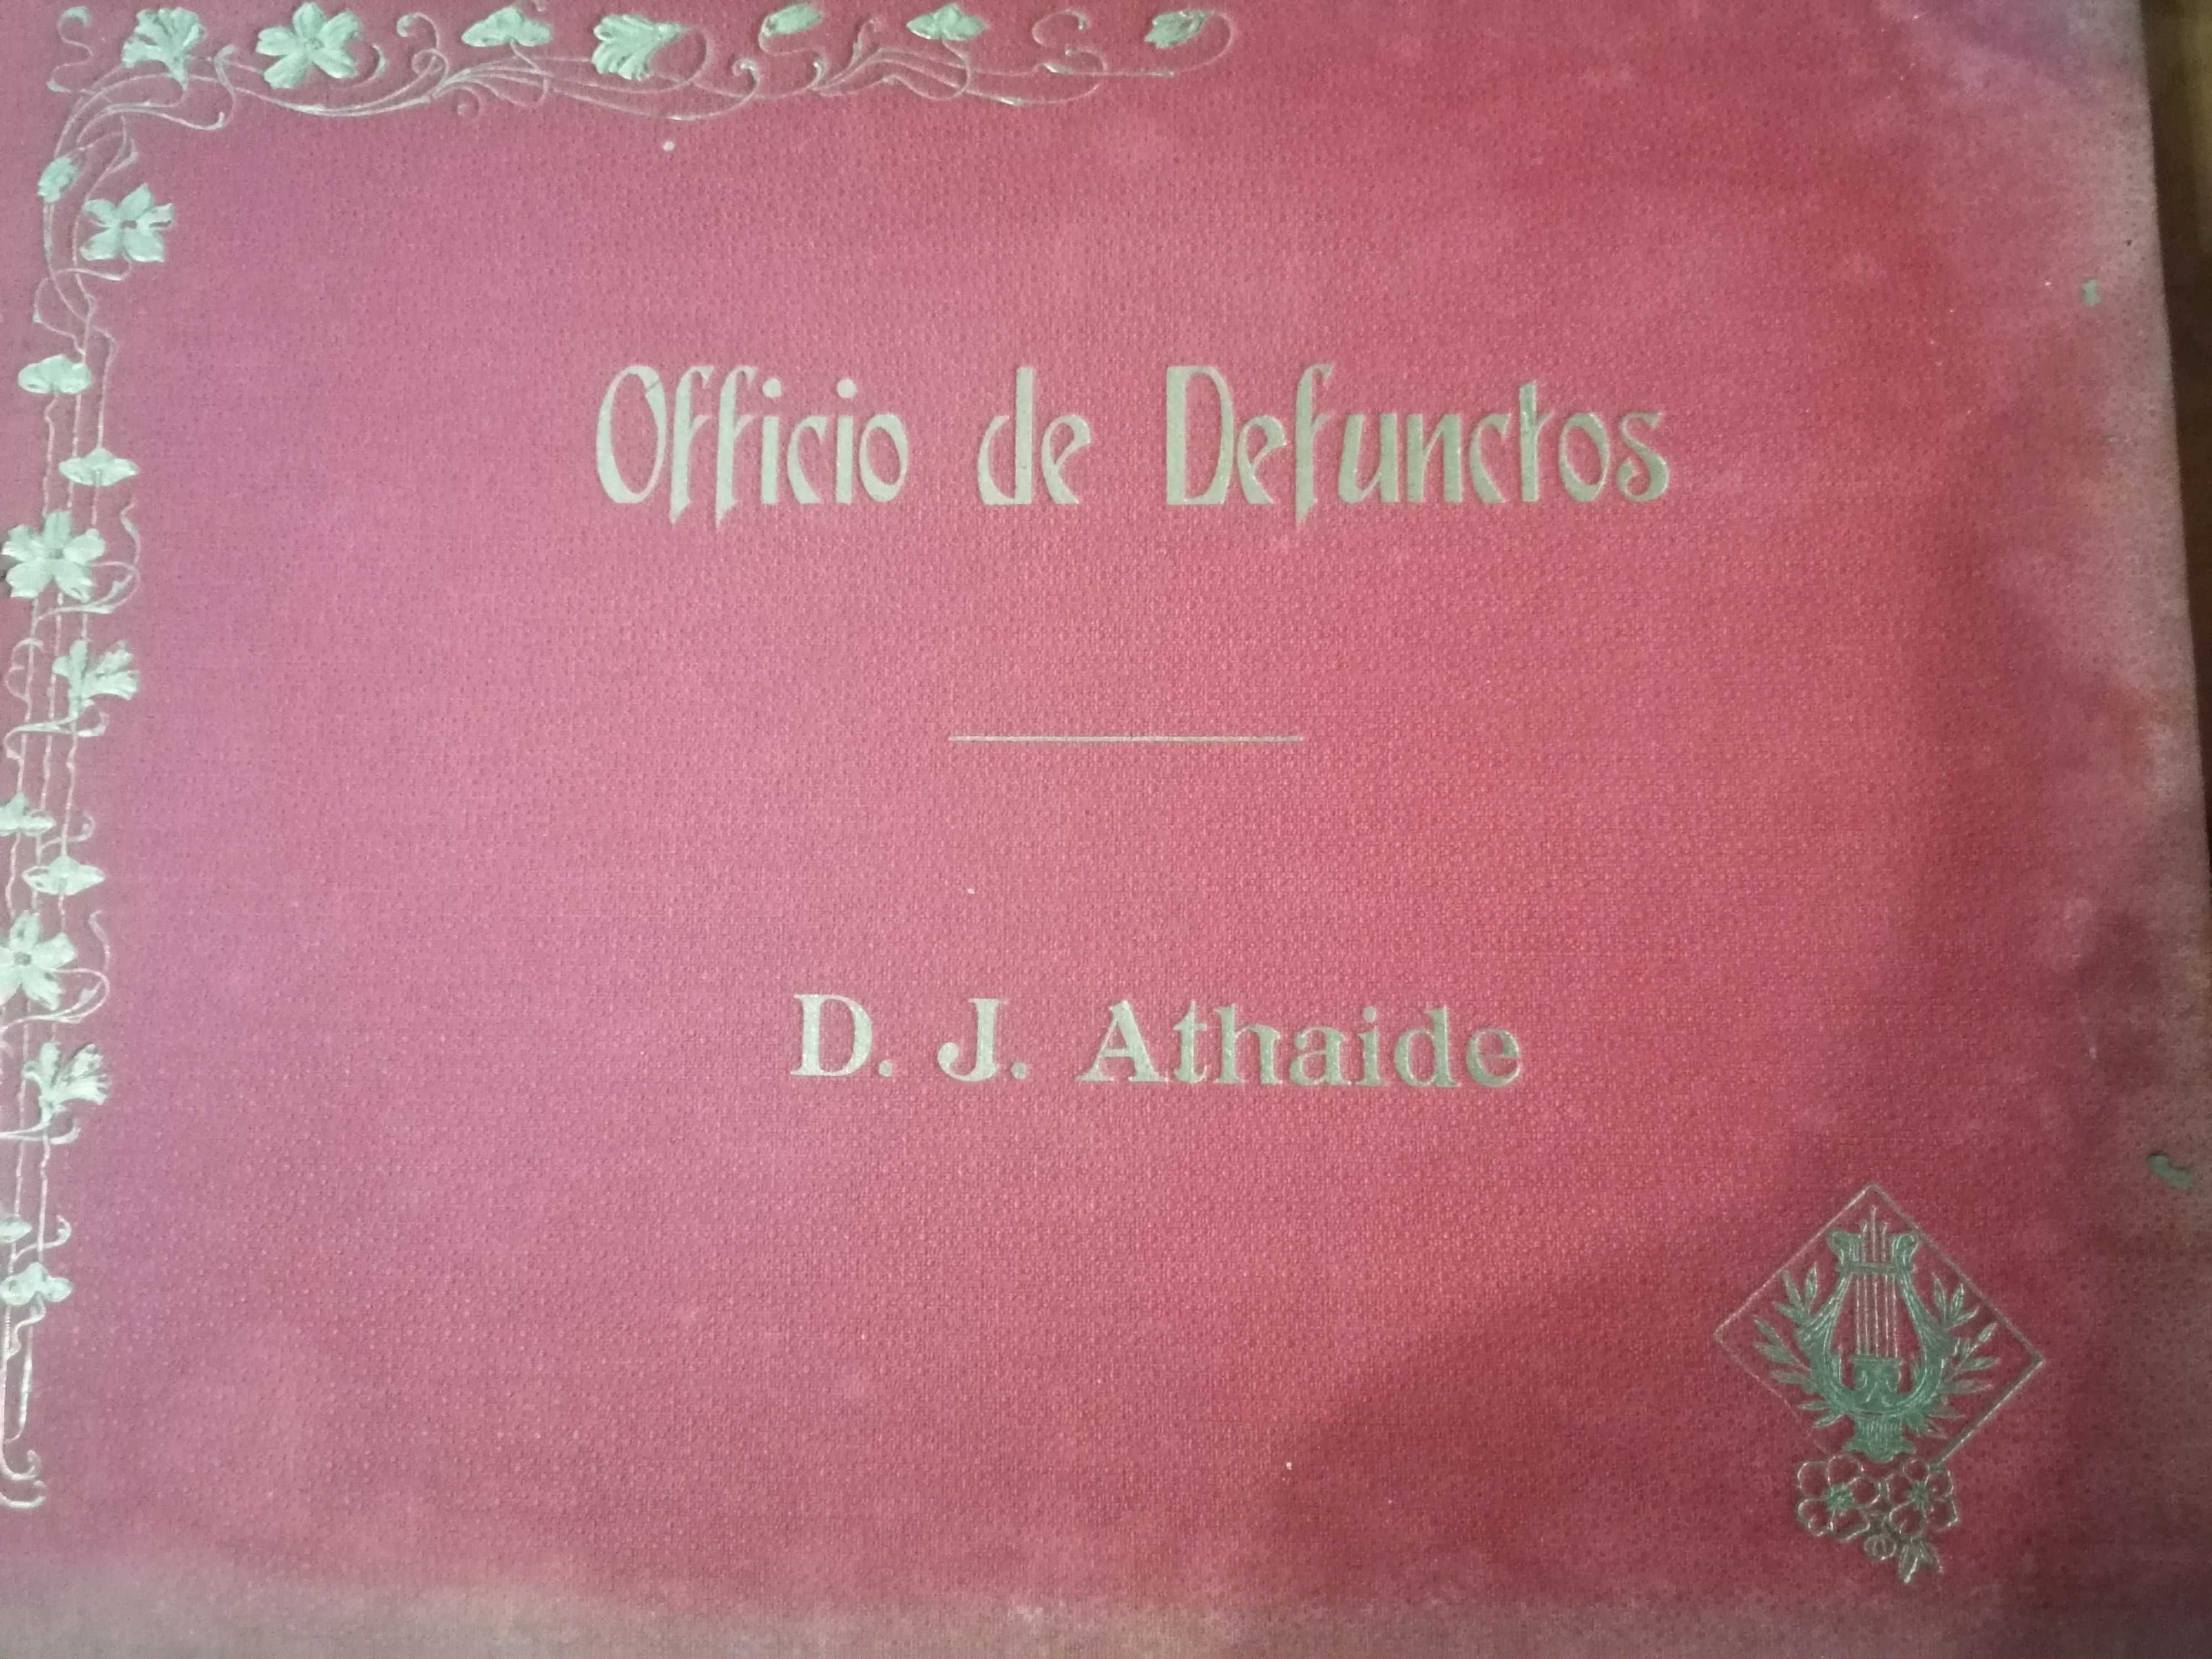 Officio de Defunctos
D. J. Athaide